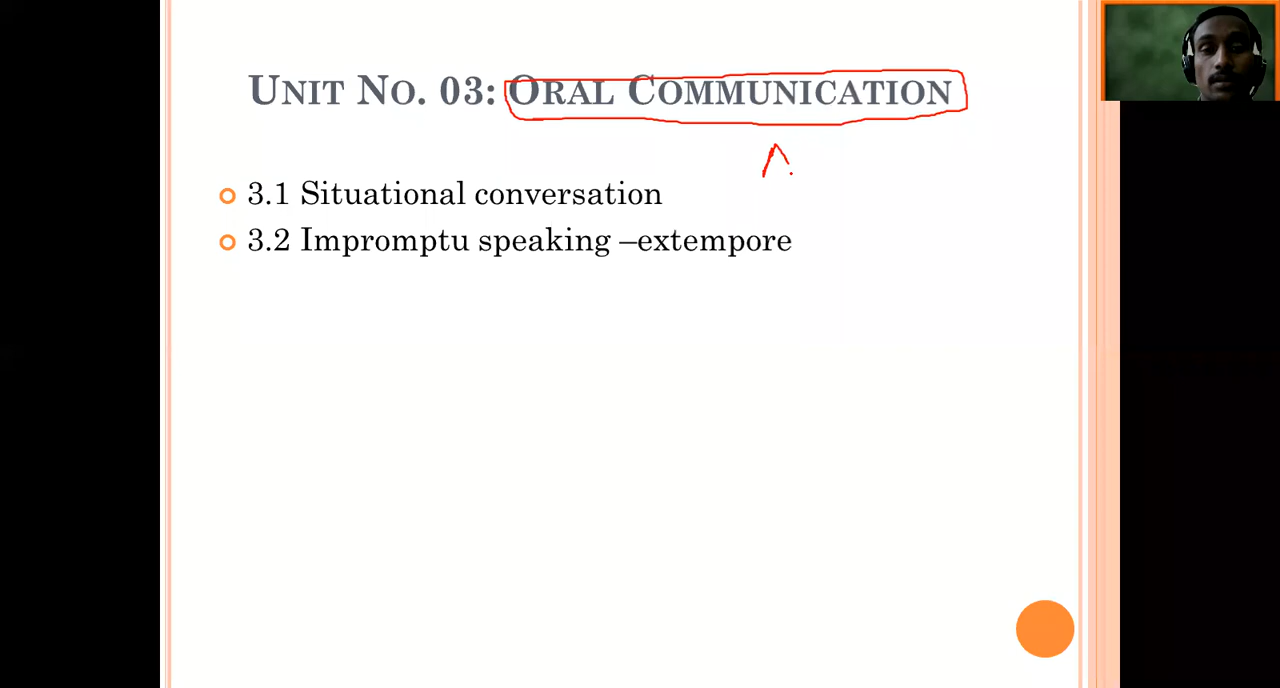 Unit No. 03: Oral Communication
3.1 Situational conversation
3.2 Impromptu speaking –extempore